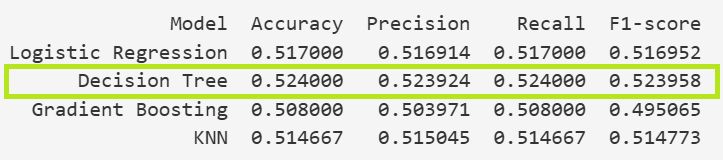 Model Accuracy Precision Recall F1-score
Logistic Regression 0.517000 0.516914 0.517000 0.516952
Decision Tree 0.524000 0.523924 0.524000 0.523958
Gradient Boosting 0.508000 0.503971 0.508000 0.495065
KNN 0.514667 0.515045 0.514667 0.514773